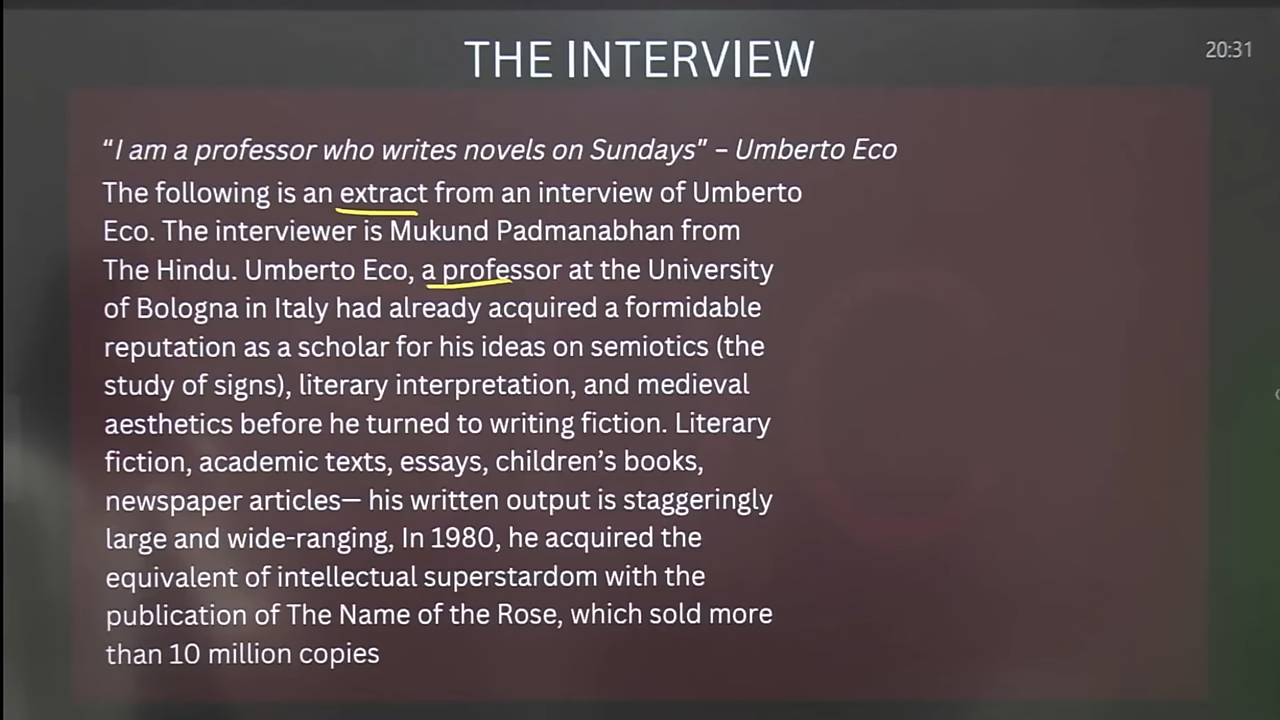 THE INTERVIEW
20:31
“I am a professor who writes novels on Sundays” – Umberto Eco
The following is an extract from an interview of Umberto
Eco. The interviewer is Mukund Padmanabhan from
The Hindu. Umberto Eco, a professor at the University
of Bologna in Italy had already acquired a formidable
reputation as a scholar for his ideas on semiotics (the
study of signs), literary interpretation, and medieval
aesthetics before he turned to writing fiction. Literary
fiction, academic texts, essays, children’s books,
newspaper articles— his written output is staggeringly
large and wide-ranging, In 1980, he acquired the
equivalent of intellectual superstardom with the
publication of The Name of the Rose, which sold more
than 10 million copies